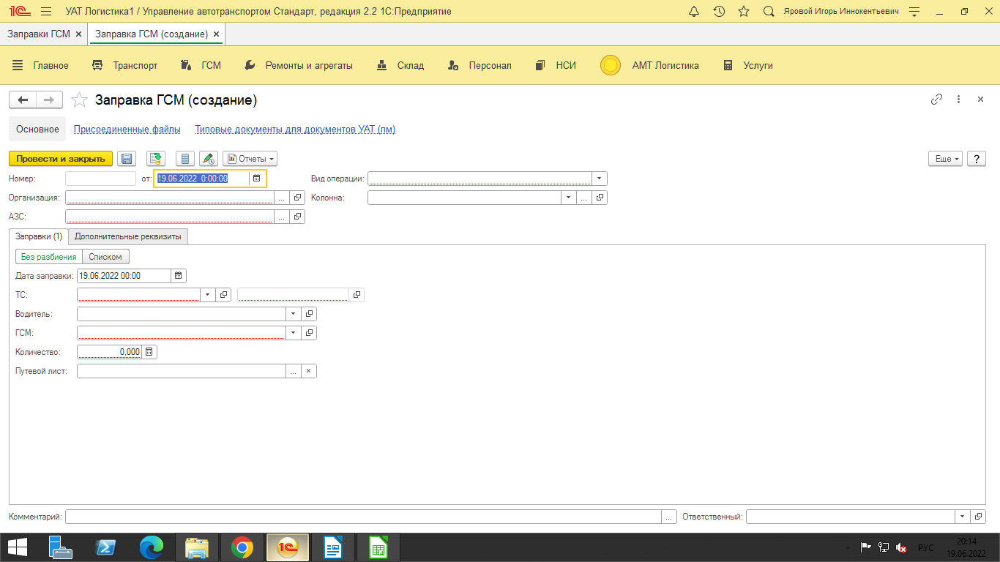 УАТ Логистика1 / Управление автотранспортом Стандарт, редакция 2.2 1С:Предприятие
Яровой Игорь Иннокентьевич
Заправки ГСМ
Заправка ГСМ (создание)
Главное
Транспорт
ГСМ
Ремонты и агрегаты
Склад
Персонал
НСИ
АМТ Логистика
Услуги
Заправка ГСМ (создание)
Основное
Присоединенные файлы
Типовые документы для документов УАТ (пм)
Провести и закрыть
Отчеты
Еще
?
Номер:
от:
19.06.2022 0:00:00
Вид операции:
Организация:
...
Колонна:
...
АЗС:
...
Заправки (1)
Дополнительные реквизиты
Без разбиения
Списком
Дата заправки:
19.06.2022 00:00
ТС:
Водитель:
ГСМ:
Количество:
0,000
Путевой лист:
...
Комментарий:
...
Ответственный:
РУС
20:14
19.06.2022